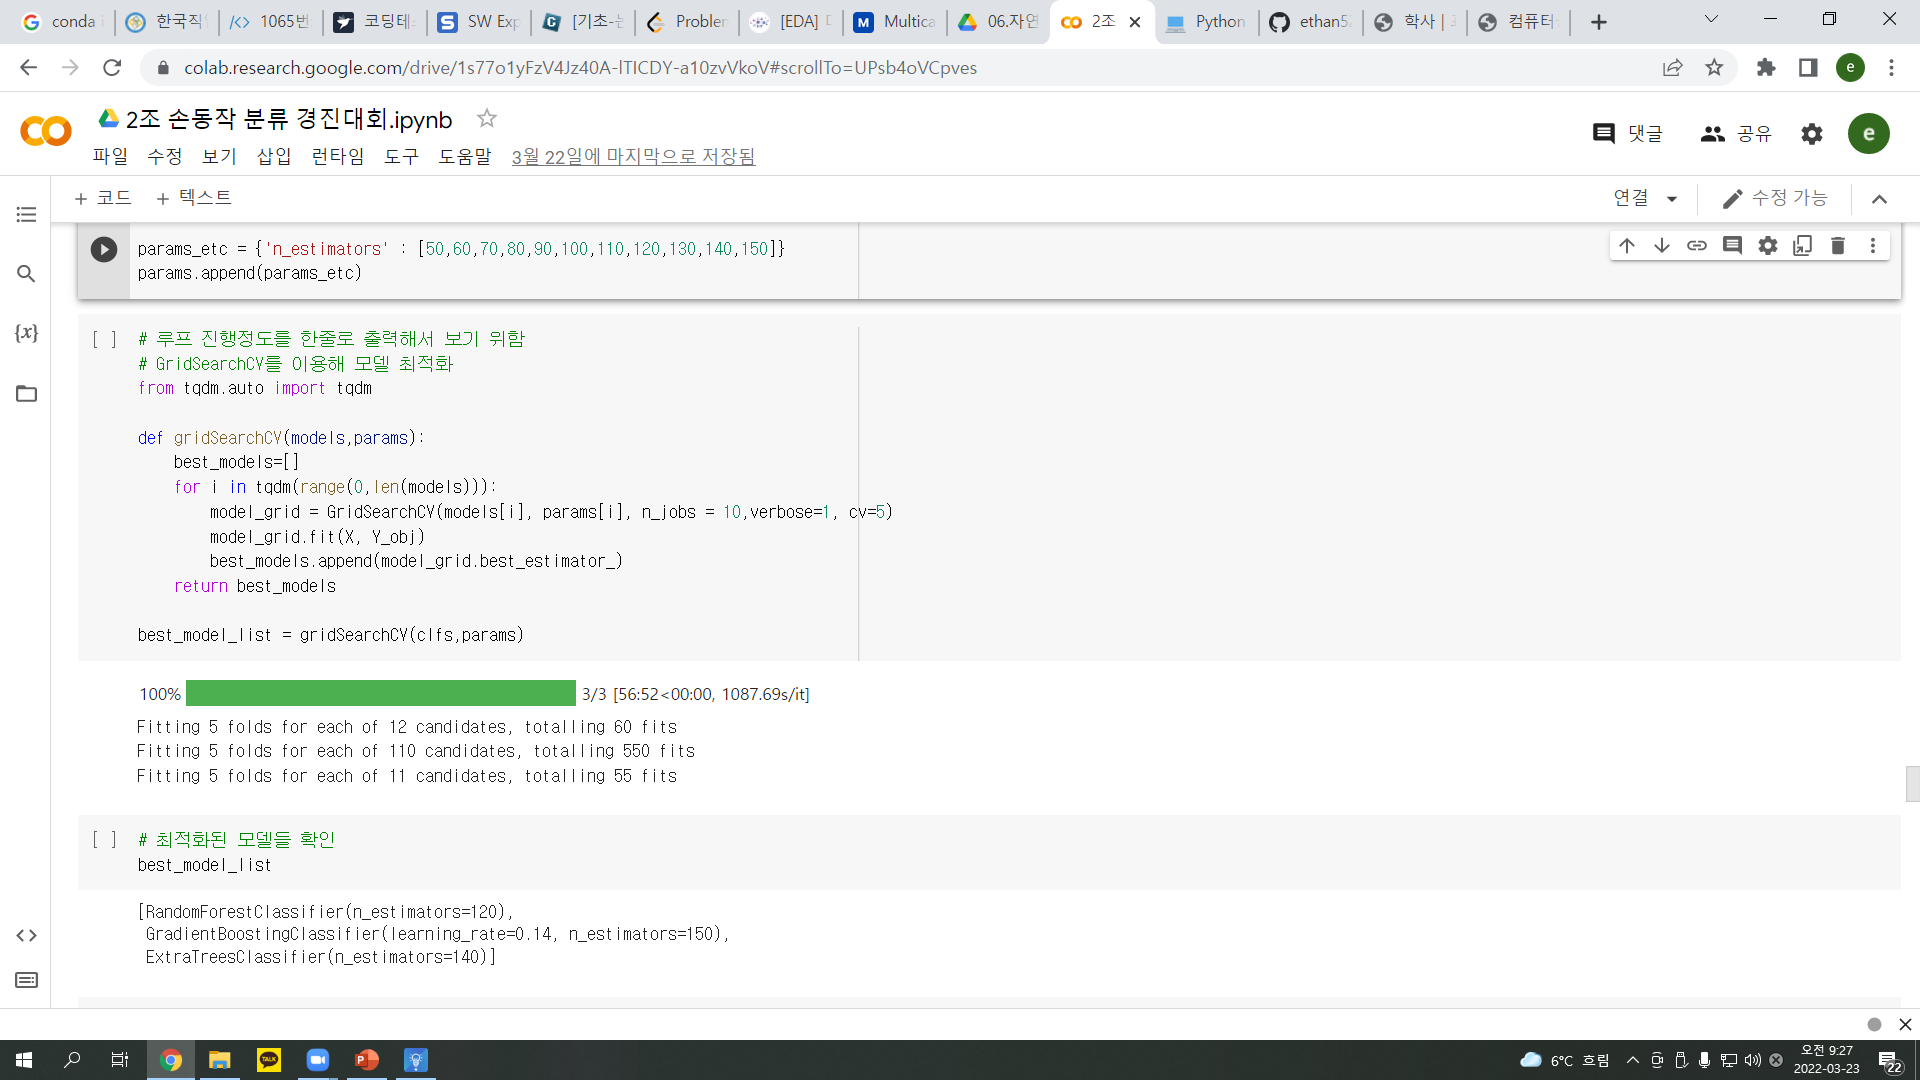 conda i
한국직업
1065번
코딩테스
SW Exp
[기초-논
Problem
[EDA]
Multica
06.자연
2조
Python
ethan52
학사 |
컴퓨터
colab.research.google.com/drive/1s77o1yFzV4Jz40A-lTICDY-a10zvVkoV#scrollTo=UPsb4oVCpves
e
2조 손동작 분류 경진대회.ipynb
댓글 공유 e
파일 수정 보기 삽입 런타임 도구 도움말 3월 22일에 마지막으로 저장됨
+ 코드 + 텍스트 연결 수정 가능
params_etc = {'n_estimators' : [50,60,70,80,90,100,110,120,130,140,150]}
params.append(params_etc)
[ ] # 루프 진행정도를 한줄로 출력해서 보기 위함
# GridSearchCV를 이용해 모델 최적화
from tqdm.auto import tqdm
def gridSearchCV(models,params):
best_models=[]
for i in tqdm(range(0,len(models))):
model_grid = GridSearchCV(models[i], params[i], n_jobs = 10,verbose=1, cv=5)
model_grid.fit(X, Y_obj)
best_models.append(model_grid.best_estimator_)
return best_models
best_model_list = gridSearchCV(clfs,params)
100% 3/3 [56:52<00:00, 1087.69s/it]
Fitting 5 folds for each of 12 candidates, totalling 60 fits
Fitting 5 folds for each of 110 candidates, totalling 550 fits
Fitting 5 folds for each of 11 candidates, totalling 55 fits
[ ] # 최적화된 모델들 확인
best_model_list
[RandomForestClassifier(n_estimators=120),
GradientBoostingClassifier(learning_rate=0.14, n_estimators=150),
ExtraTreesClassifier(n_estimators=140)]
TALK
6°C 흐림
오전 9:27
2022-03-23
22